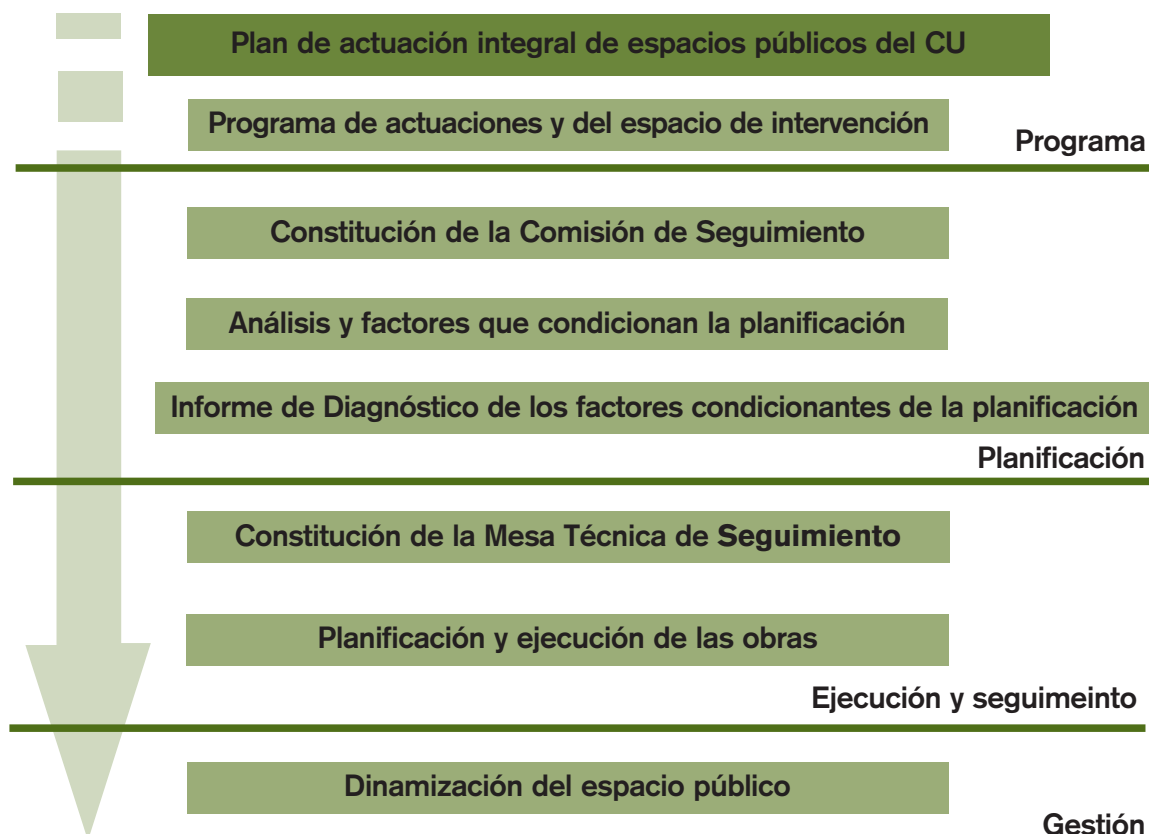 Plan de actuación integral de espacios públicos del CU
Programa de actuaciones y del espacio de intervención
Programa
Constitución de la Comisión de Seguimiento
Análisis y factores que condicionan la planificación
Informe de Diagnóstico de los factores condicionantes de la planificación
Planificación
Constitución de la Mesa Técnica de Seguimiento
Planificación y ejecución de las obras
Ejecución y seguimeinto
Dinamización del espacio público
Gestión